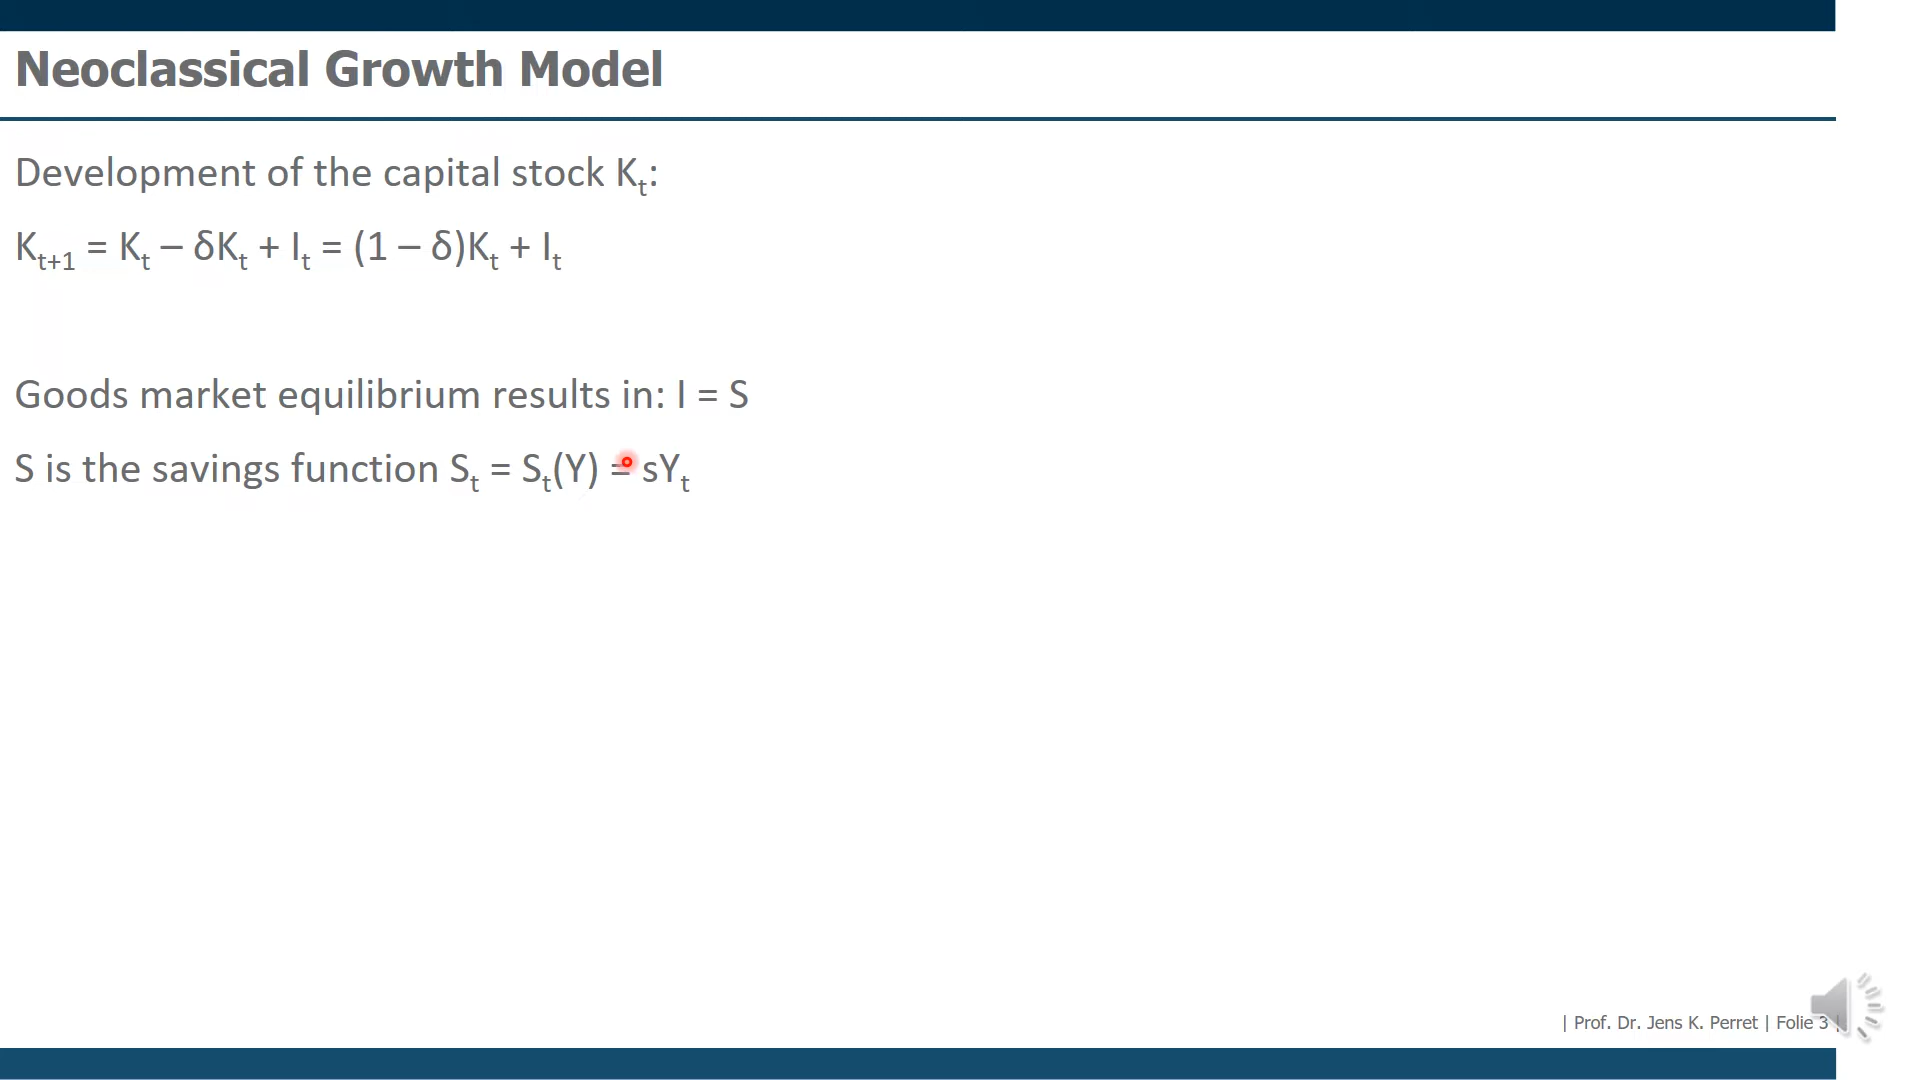 Neoclassical Growth Model
Development of the capital stock Kₜ:
Kₜ₊₁ = Kₜ – δKₜ + Iₜ = (1 – δ)Kₜ + Iₜ
Goods market equilibrium results in: I = S
S is the savings function Sₜ = Sₜ(Y) = sYₜ
| Prof. Dr. Jens K. Perret | Folie 3 |